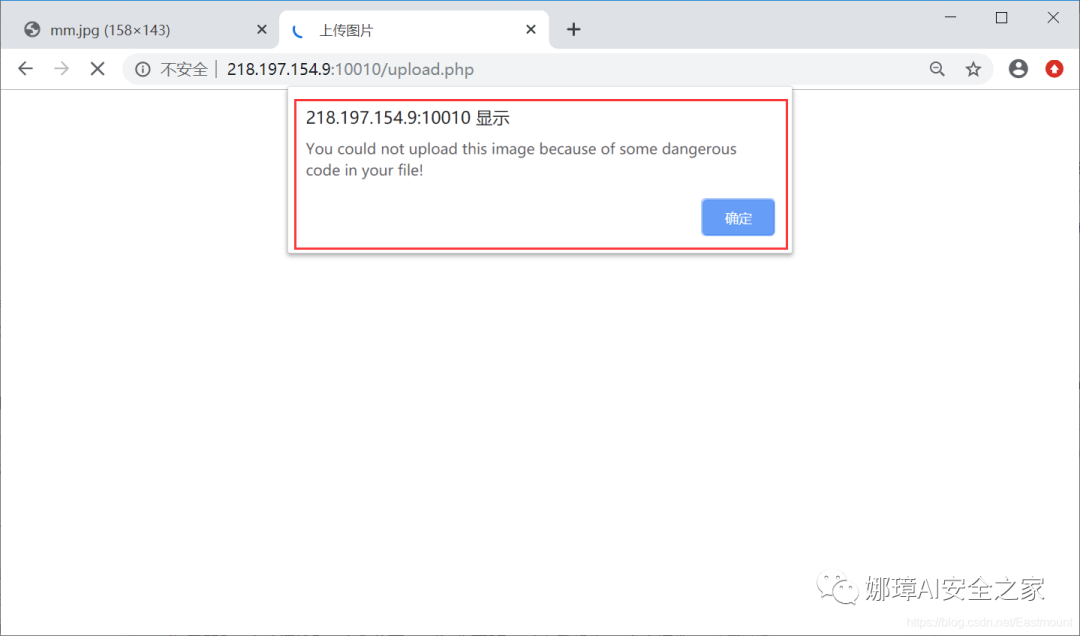 mm.jpg (158×143)
上传图片
不安全 | 218.197.154.9:10010/upload.php
218.197.154.9:10010 显示
You could not upload this image because of some dangerous
code in your file!
确定
娜璋AI安全之家
https://blog.csdn.net/Eastmount